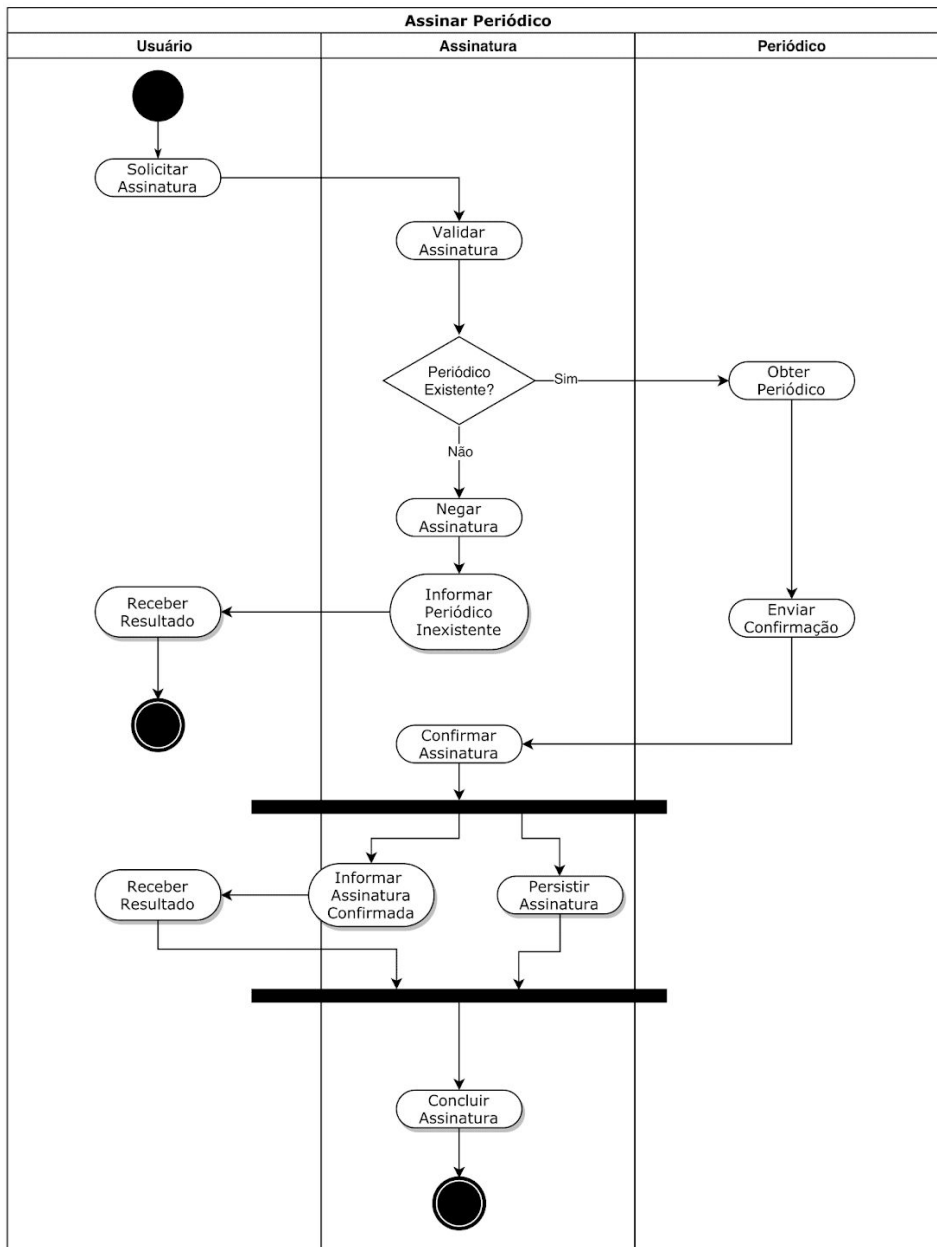 Assinar Periódico
Usuário
Assinatura
Periódico
Solicitar
Assinatura
Validar
Assinatura
Periódico
Existente?
Sim
Obter
Periódico
Não
Negar
Assinatura
Informar
Periódico
Inexistente
Receber
Resultado
Enviar
Confirmação
Confirmar
Assinatura
Informar
Assinatura
Confirmada
Receber
Resultado
Persistir
Assinatura
Concluir
Assinatura